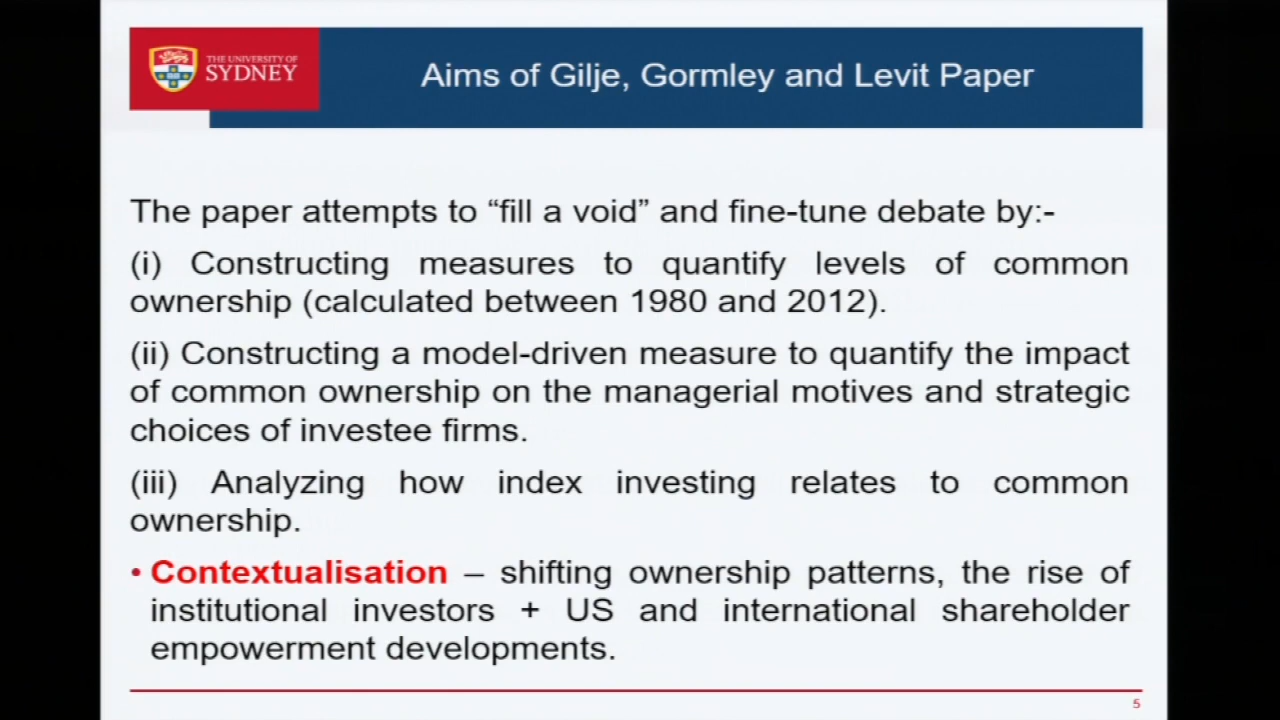 THE UNIVERSITY OF
SYDNEY
Aims of Gilje, Gormley and Levit Paper
The paper attempts to “fill a void” and fine-tune debate by:-
(i) Constructing measures to quantify levels of common
ownership (calculated between 1980 and 2012).
(ii) Constructing a model-driven measure to quantify the impact
of common ownership on the managerial motives and strategic
choices of investee firms.
(iii) Analyzing how index investing relates to common
ownership.
• Contextualisation – shifting ownership patterns, the rise of
institutional investors + US and international shareholder
empowerment developments.
5